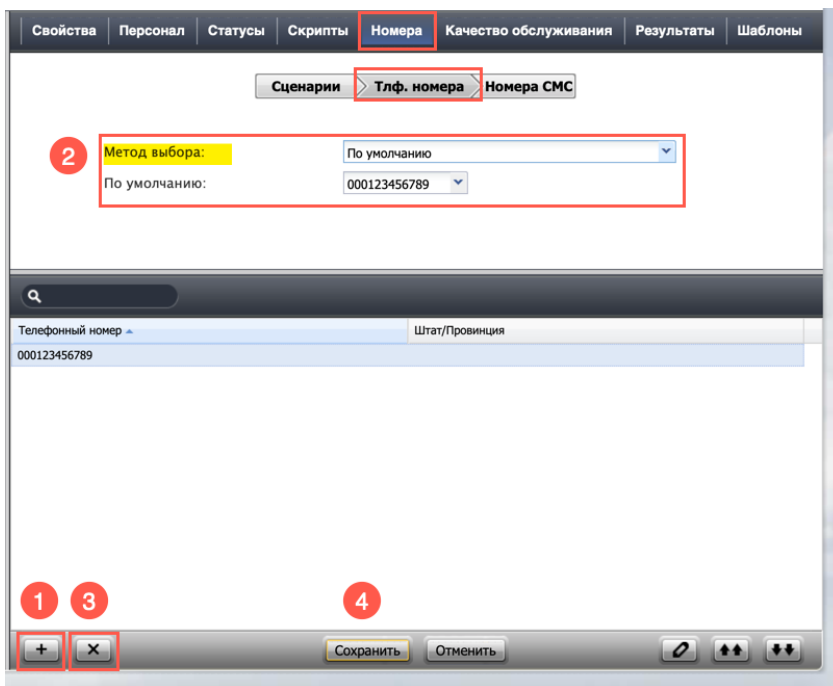 Свойства Персонал Статусы Скрипты Номера Качество обслуживания Результаты Шаблоны
Сценарии Тлф. номера Номера СМС
2
Метод выбора: По умолчанию
По умолчанию: 000123456789
Телефонный номер Штат/Провинция
000123456789
1 3 4
+ × Сохранить Отменить